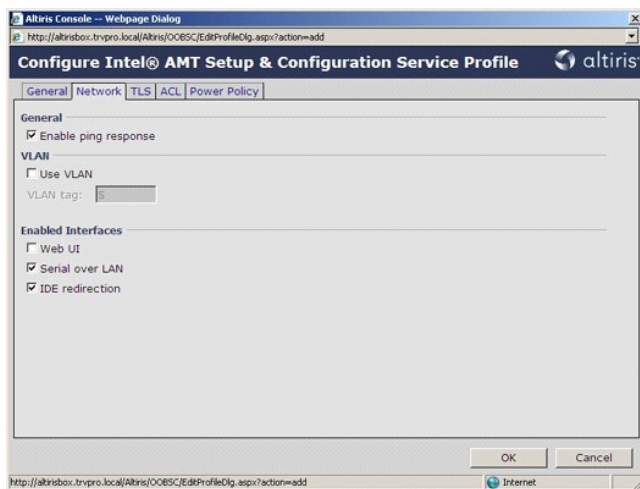 Altiris Console -- Webpage Dialog
http://altirisbox.trvpro.local/Altiris/OOBSC/EditProfileDlg.aspx?action=add
Configure Intel® AMT Setup & Configuration Service Profile
altiris
General Network TLS ACL Power Policy
General
Enable ping response
VLAN
Use VLAN
VLAN tag: 5
Enabled Interfaces
Web UI
Serial over LAN
IDE redirection
OK Cancel
http://altirisbox.trvpro.local/Altiris/OOBSC/EditProfileDlg.aspx?action=add Internet